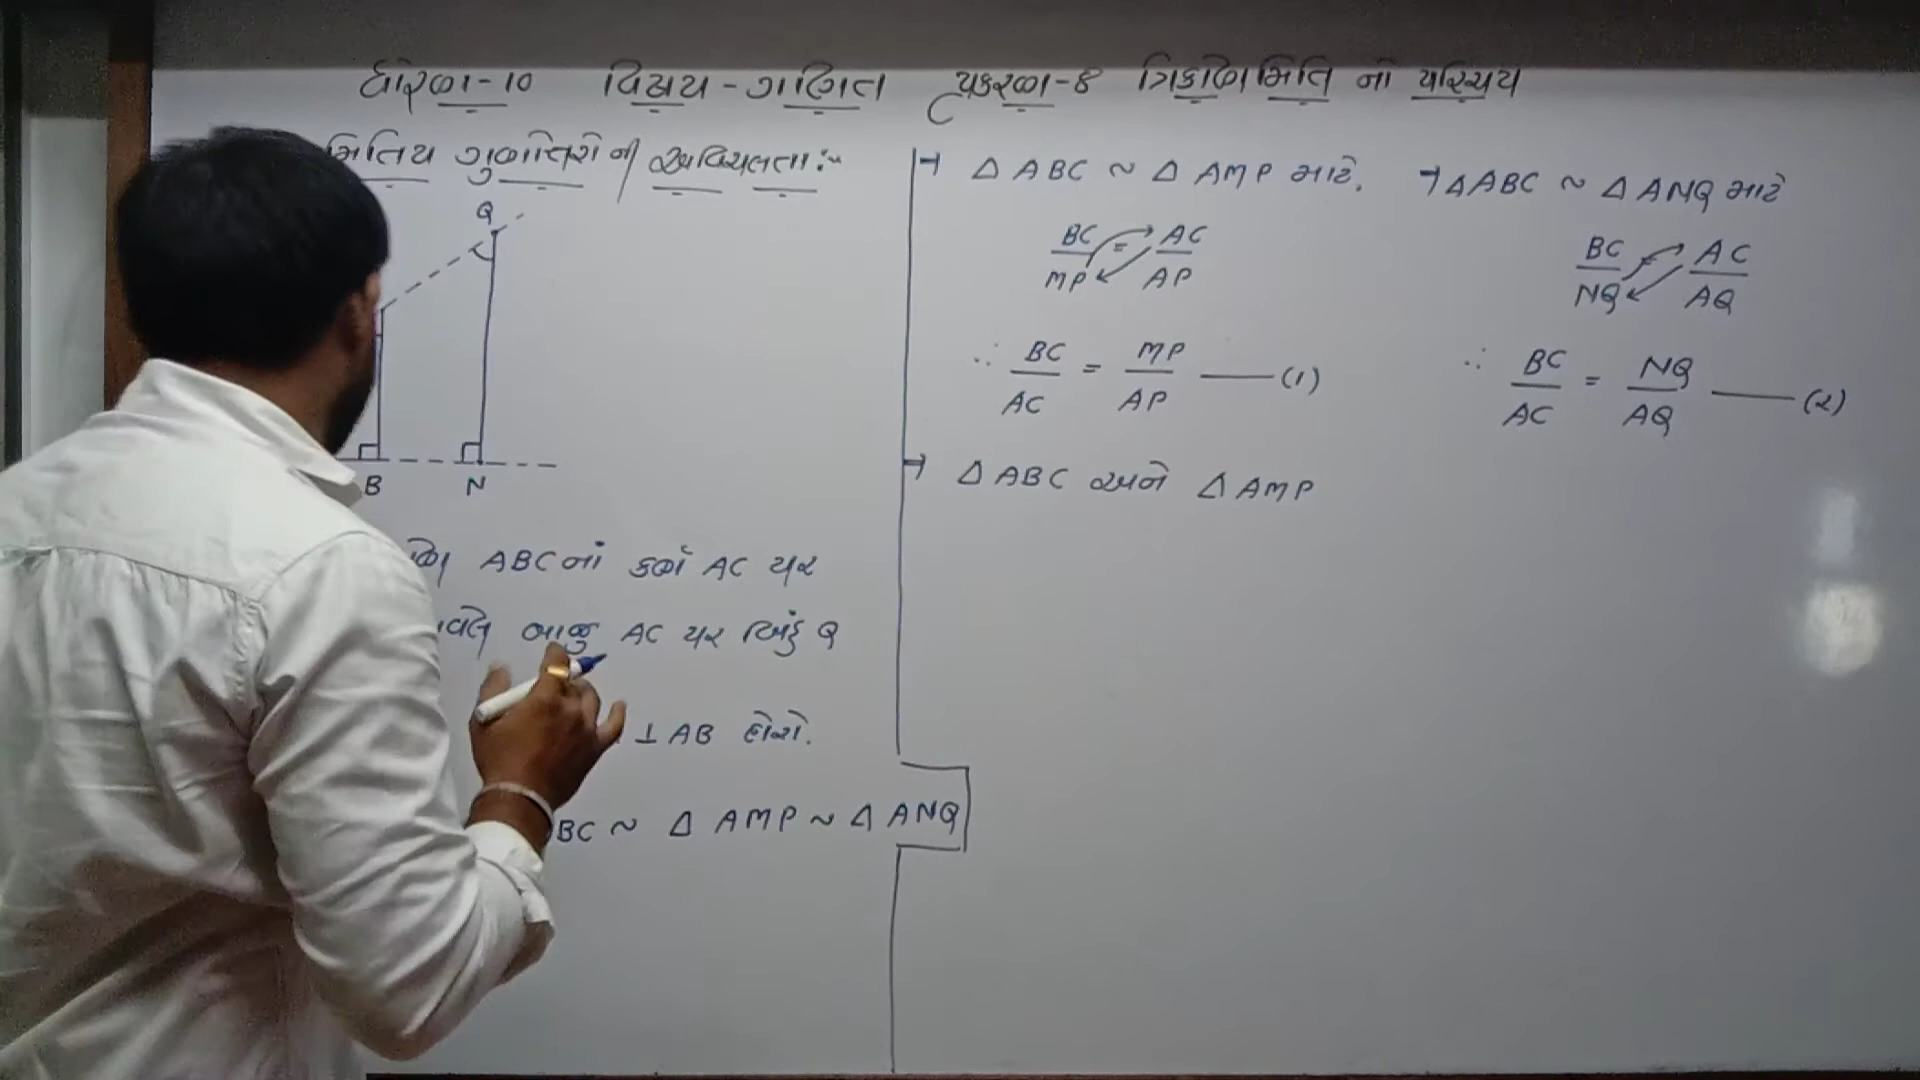 ધોરણ-૧૦ વિષય - ગણિત પ્રકરણ-8 ત્રિકોણમિતિ નો પરિચય
મિતિય ગુણોત્તરો ની અવિચલતા :-
Q
B N
ABC નાં કર્ણ AC પર
બાજુ AC પર બિંદુ Q
⊥ AB હોય.
BC ~ Δ AMP ~ Δ ANQ
→ Δ ABC ~ Δ AMP માટે.
BC/MP = AC/AP
∴ BC/AC = MP/AP —— (1)
→ Δ ABC ~ Δ ANQ માટે
BC/NQ = AC/AQ
∴ BC/AC = NQ/AQ —— (૨)
→ Δ ABC અને Δ AMP